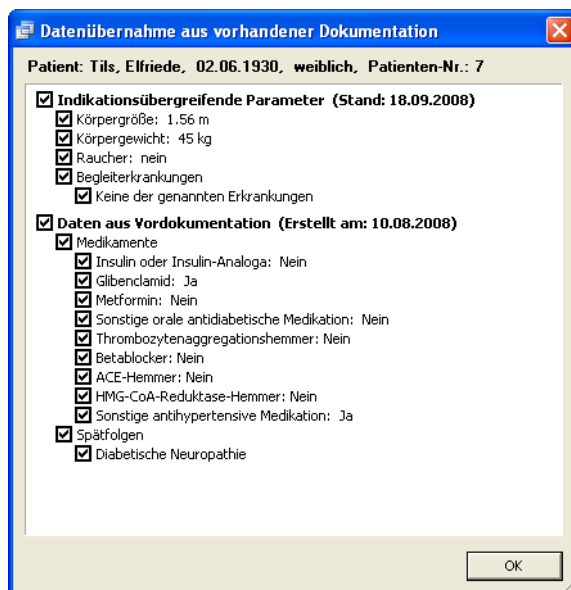 Datenübernahme aus vorhandener Dokumentation
Patient: Tils, Elfriede, 02.06.1930, weiblich, Patienten-Nr.: 7
Indikationsübergreifende Parameter (Stand: 18.09.2008)
Körpergröße: 1.56 m
Körpergewicht: 45 kg
Raucher: nein
Begleiterkrankungen
Keine der genannten Erkrankungen
Daten aus Vordokumentation (Erstellt am: 10.08.2008)
Medikamente
Insulin oder Insulin-Analoga: Nein
Glibenclamid: Ja
Metformin: Nein
Sonstige orale antidiabetische Medikation: Nein
Thrombozytenaggregationshemmer: Nein
Betablocker: Nein
ACE-Hemmer: Nein
HMG-CoA-Reduktase-Hemmer: Nein
Sonstige antihypertensive Medikation: Ja
Spätfolgen
Diabetische Neuropathie
OK